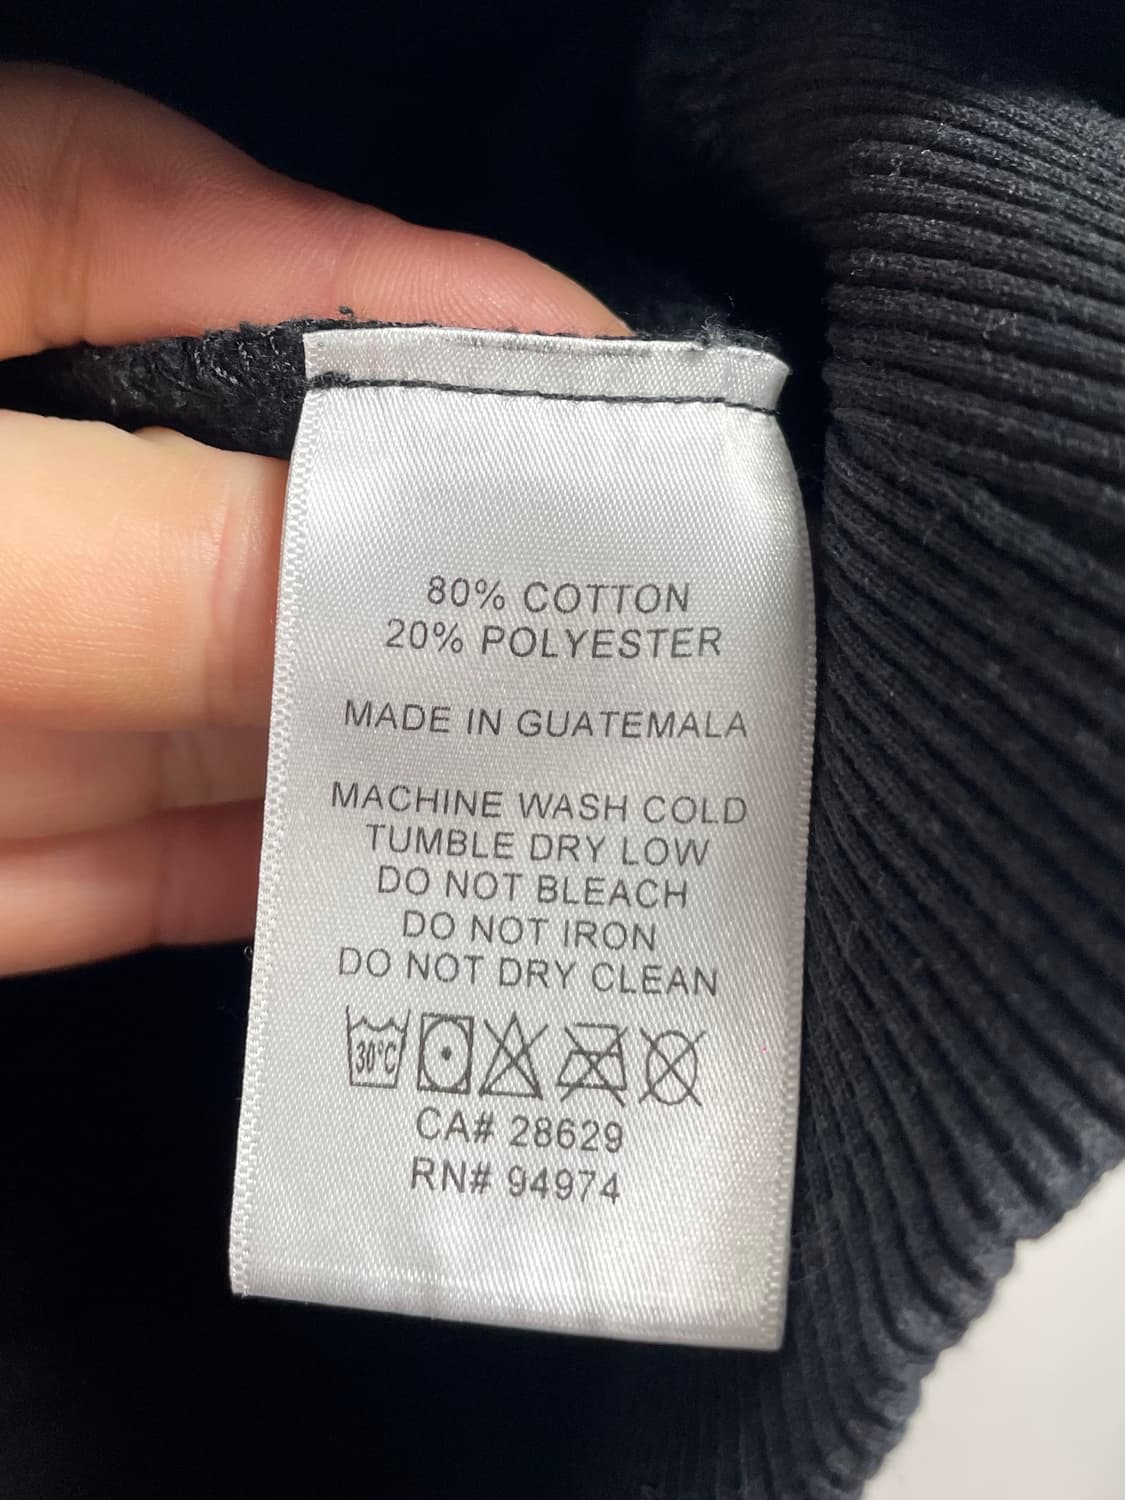 80% COTTON
20% POLYESTER
MADE IN GUATEMALA
MACHINE WASH COLD
TUMBLE DRY LOW
DO NOT BLEACH
DO NOT IRON
DO NOT DRY CLEAN
30°C
CA# 28629
RN# 94974